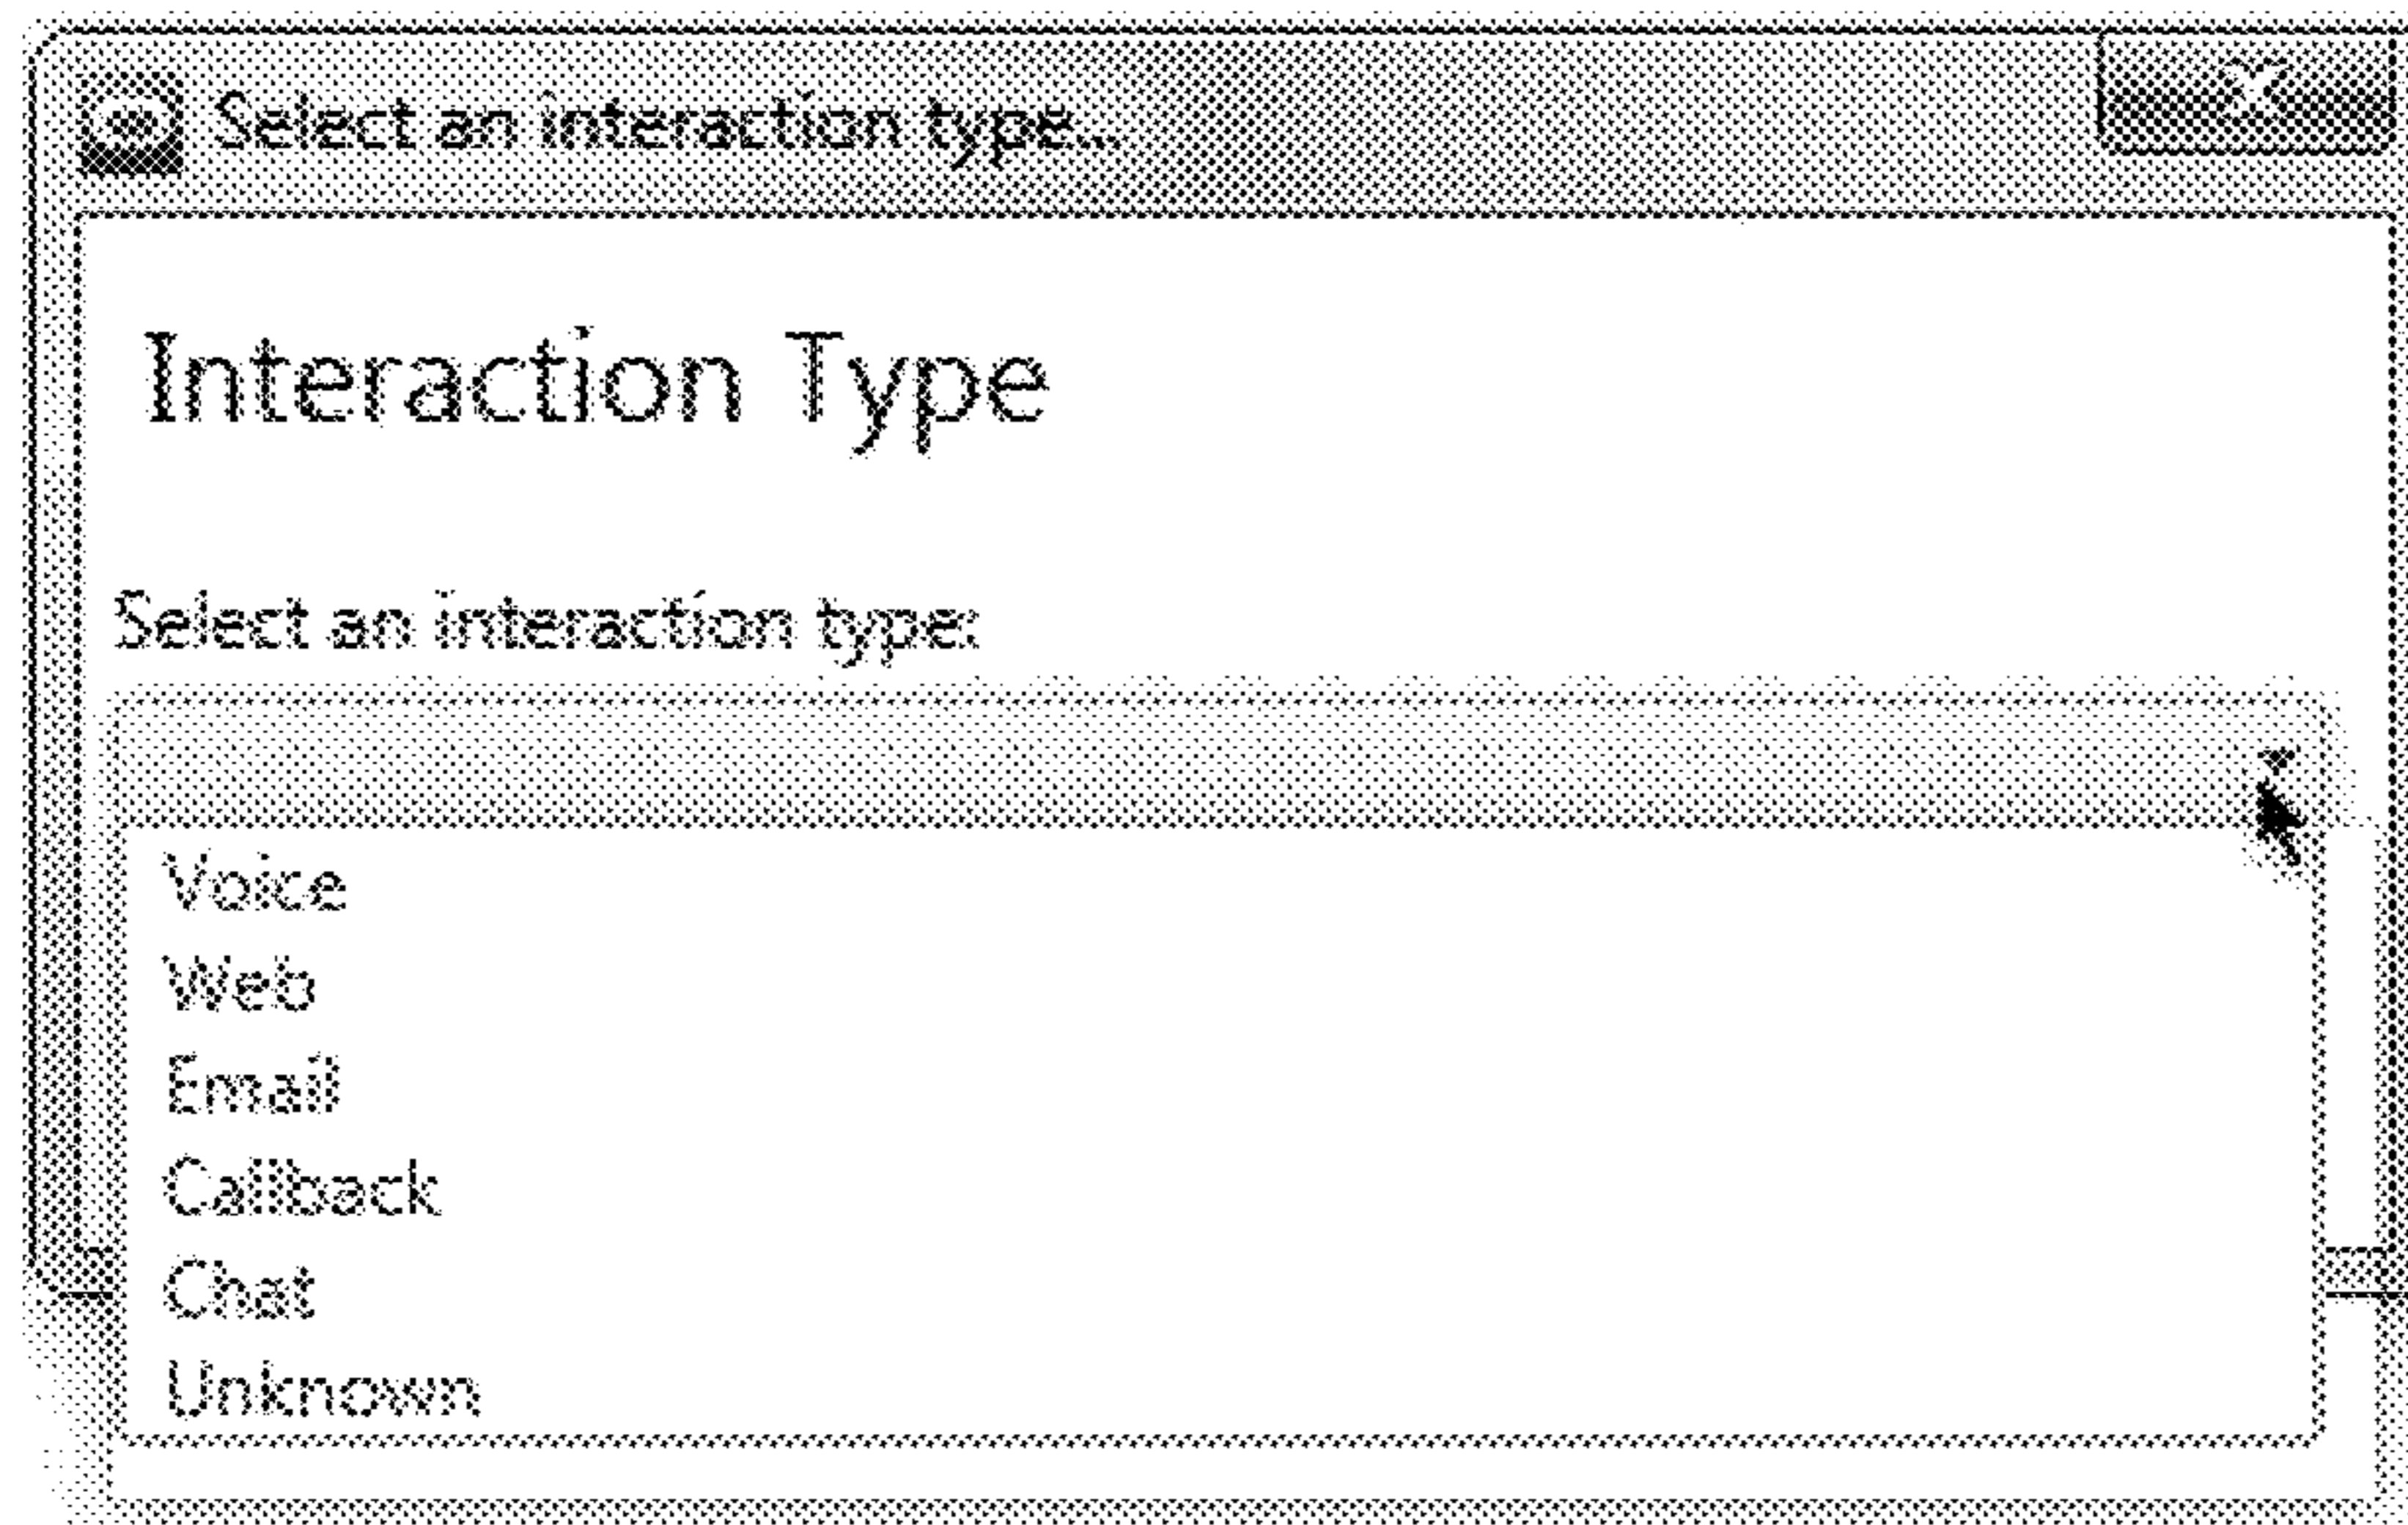 Select an interaction type...
Interaction Type
Select an interaction type:
Voice
Web
Email
Callback
Chat
Unknown